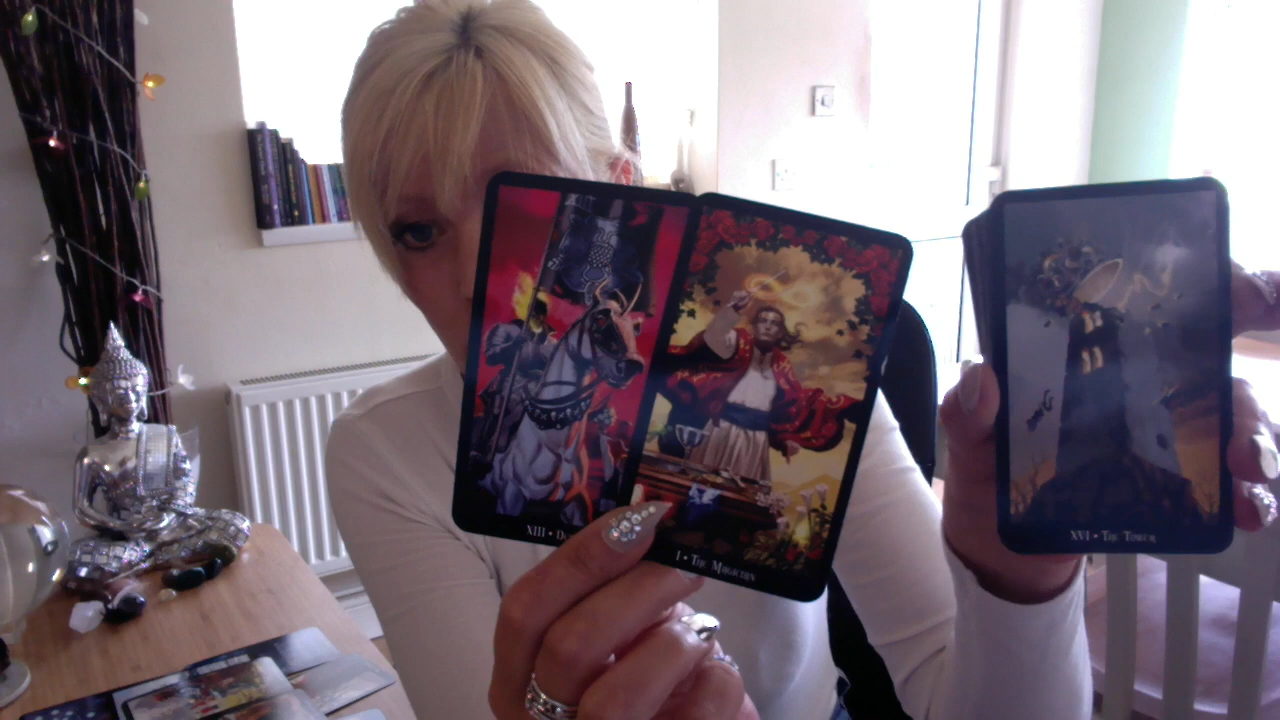 XIII •
I • The Magician
XVI • The Tower